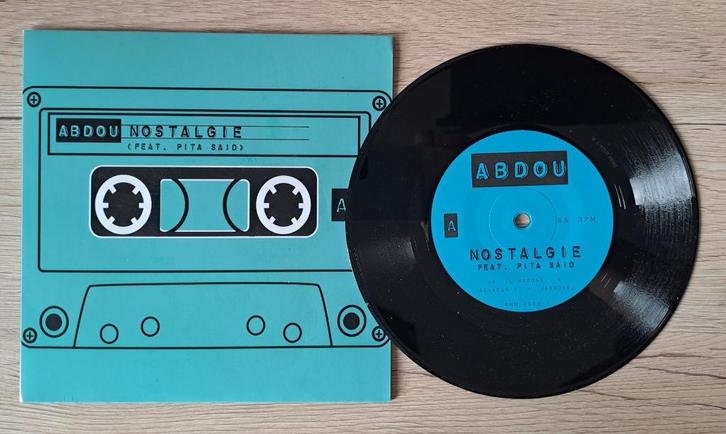 ABDOU NOSTALGIE
(FEAT. PITA SAID)
A
ABDOU
A
45 RPM
NOSTALGIE
FEAT. PITA SAID